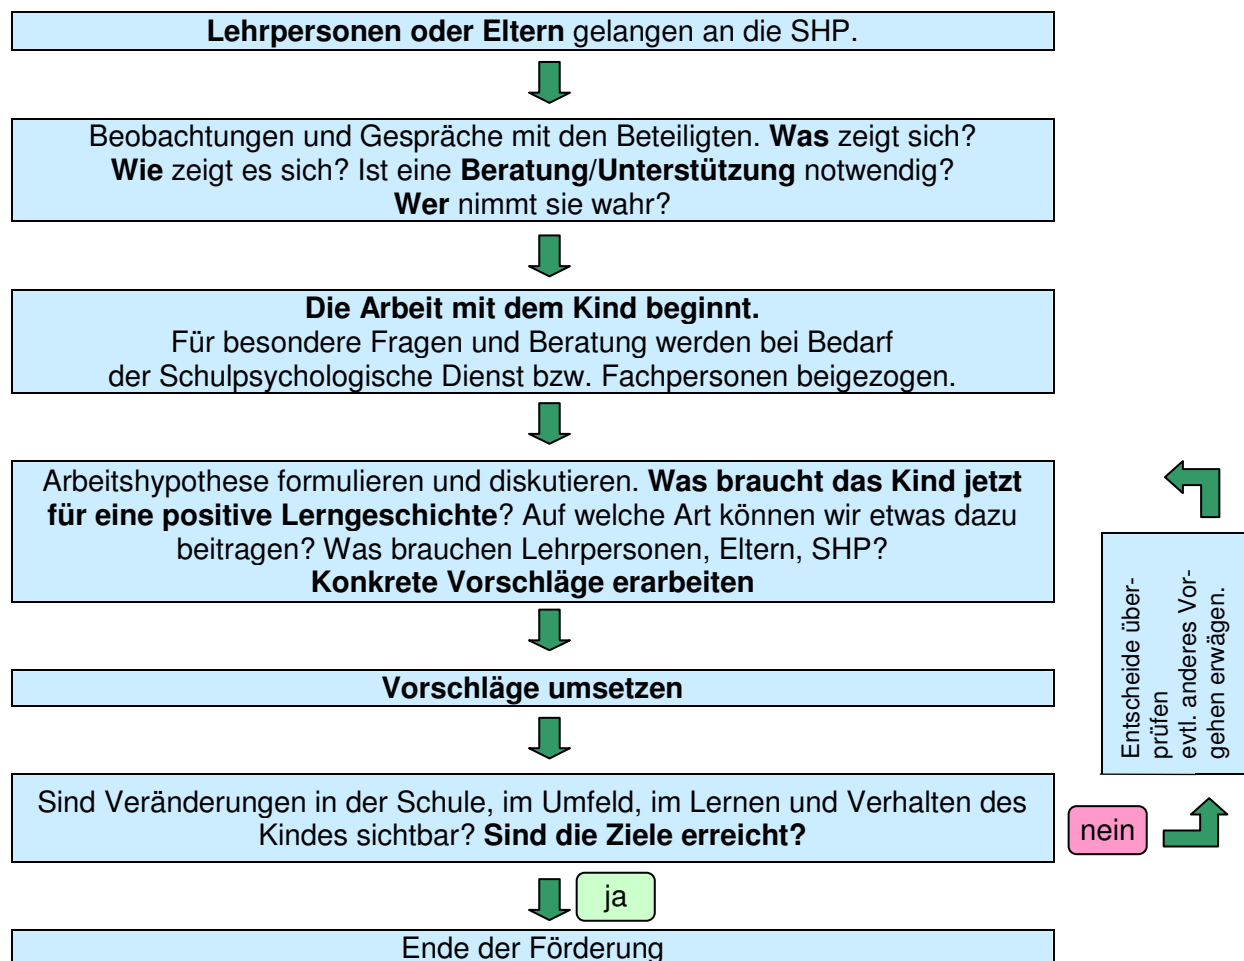 Lehrpersonen oder Eltern gelangen an die SHP.
Beobachtungen und Gespräche mit den Beteiligten. Was zeigt sich?
Wie zeigt es sich? Ist eine Beratung/Unterstützung notwendig?
Wer nimmt sie wahr?
Die Arbeit mit dem Kind beginnt.
Für besondere Fragen und Beratung werden bei Bedarf
der Schulpsychologische Dienst bzw. Fachpersonen beigezogen.
Arbeitshypothese formulieren und diskutieren. Was braucht das Kind jetzt
für eine positive Lerngeschichte? Auf welche Art können wir etwas dazu
beitragen? Was brauchen Lehrpersonen, Eltern, SHP?
Konkrete Vorschläge erarbeiten
Vorschläge umsetzen
Sind Veränderungen in der Schule, im Umfeld, im Lernen und Verhalten des
Kindes sichtbar? Sind die Ziele erreicht?
nein
Entscheide über-
prüfen
evtl. anderes Vor-
gehen erwägen.
ja
Ende der Förderung